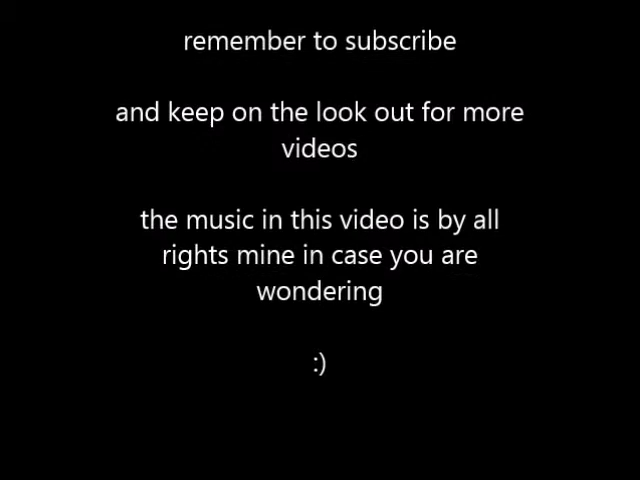 remember to subscribe
and keep on the look out for more
videos
the music in this video is by all
rights mine in case you are
wondering
:)